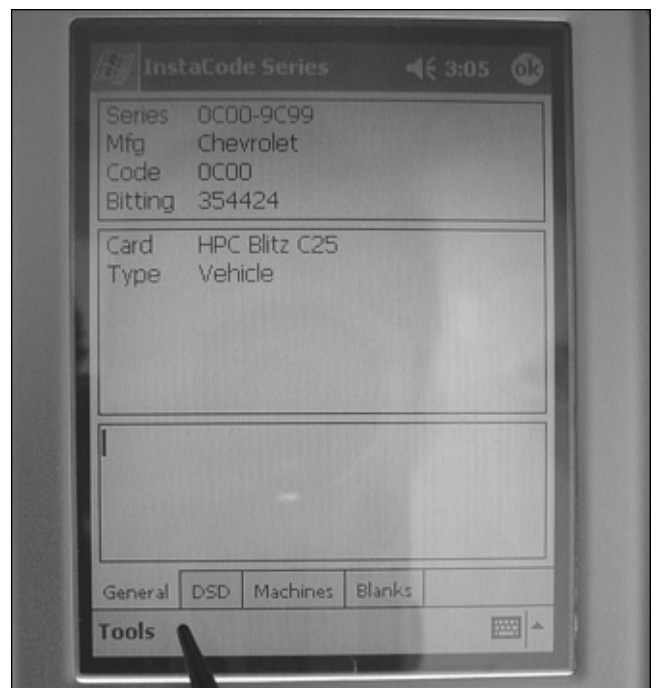 InstaCode Series 3:05 ok
Series 0C00-9C99
Mfg Chevrolet
Code 0C00
Bitting 354424
Card HPC Blitz C25
Type Vehicle
General DSD Machines Blanks
Tools